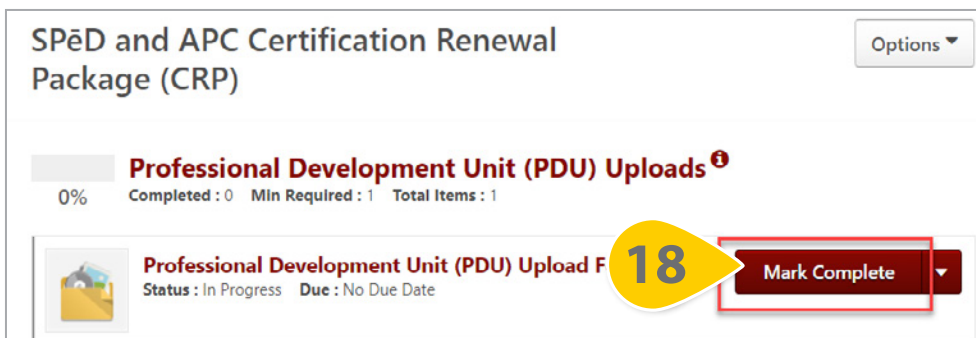 SPēD and APC Certification Renewal
Package (CRP)
Options
Professional Development Unit (PDU) Uploads
0%
Completed : 0 Min Required : 1 Total Items : 1
Professional Development Unit (PDU) Upload F
Status : In Progress Due : No Due Date
18
Mark Complete